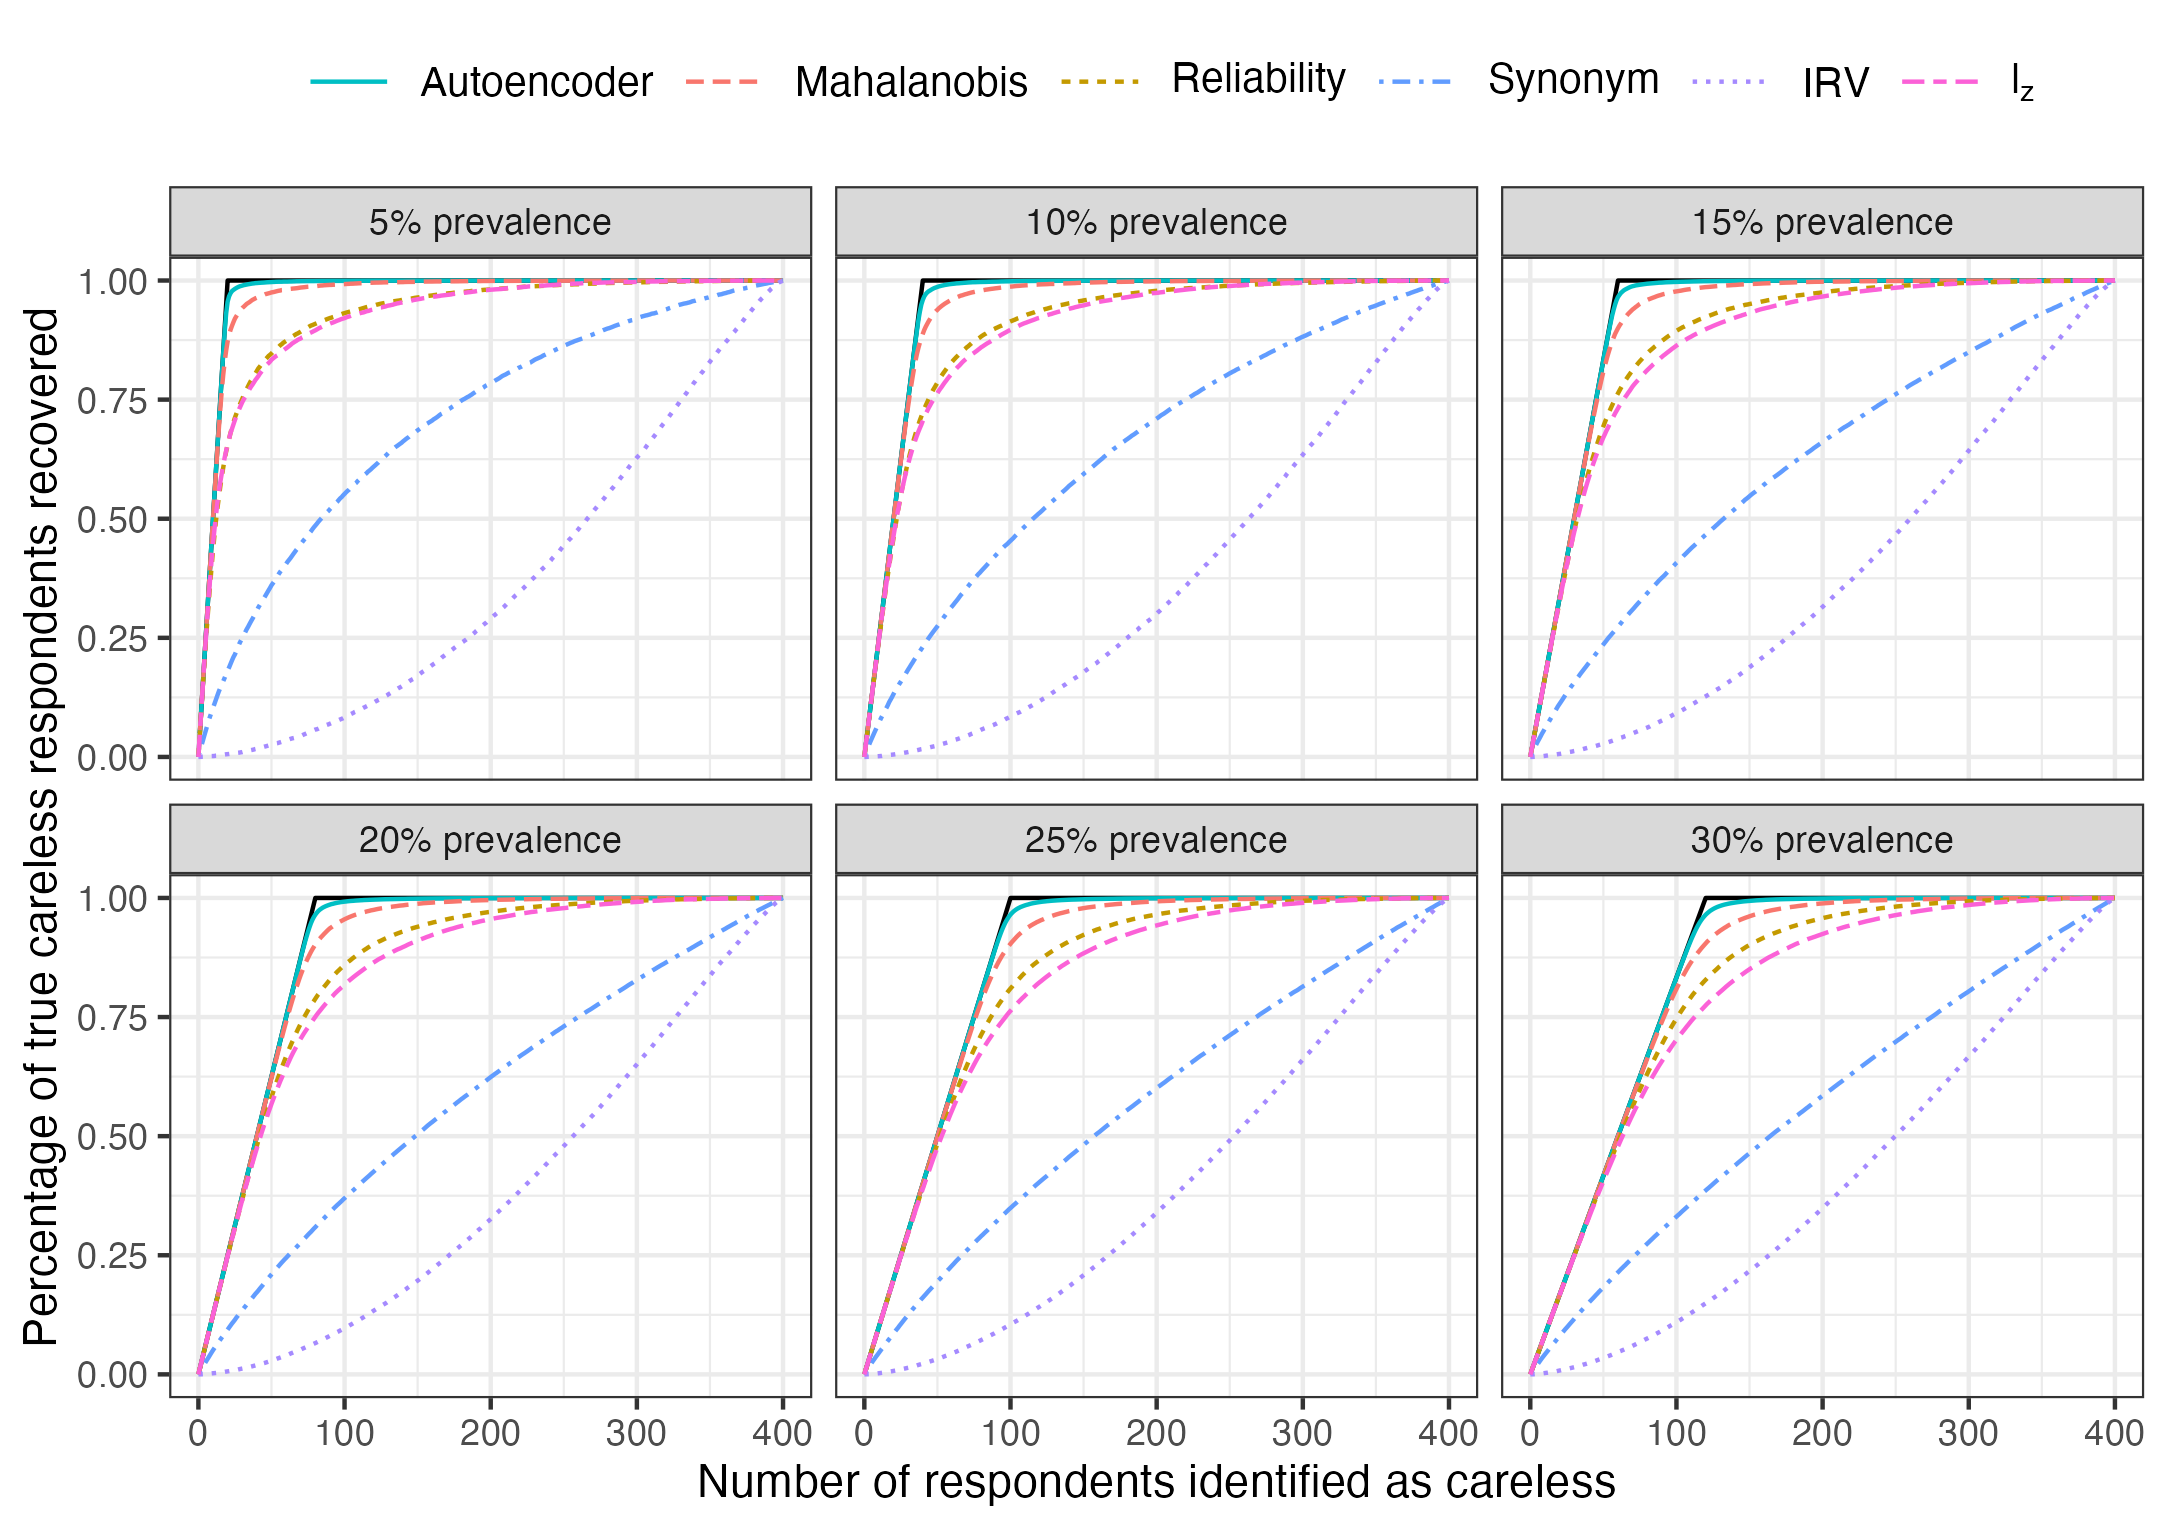 Autoencoder Mahalanobis Reliability Synonym IRV lz
5% prevalence 10% prevalence 15% prevalence
1.00
0.75
0.50
0.25
0.00
Percentage of true careless respondents recovered
20% prevalence 25% prevalence 30% prevalence
1.00
0.75
0.50
0.25
0.00
0 100 200 300 400 0 100 200 300 400 0 100 200 300 400
Number of respondents identified as careless